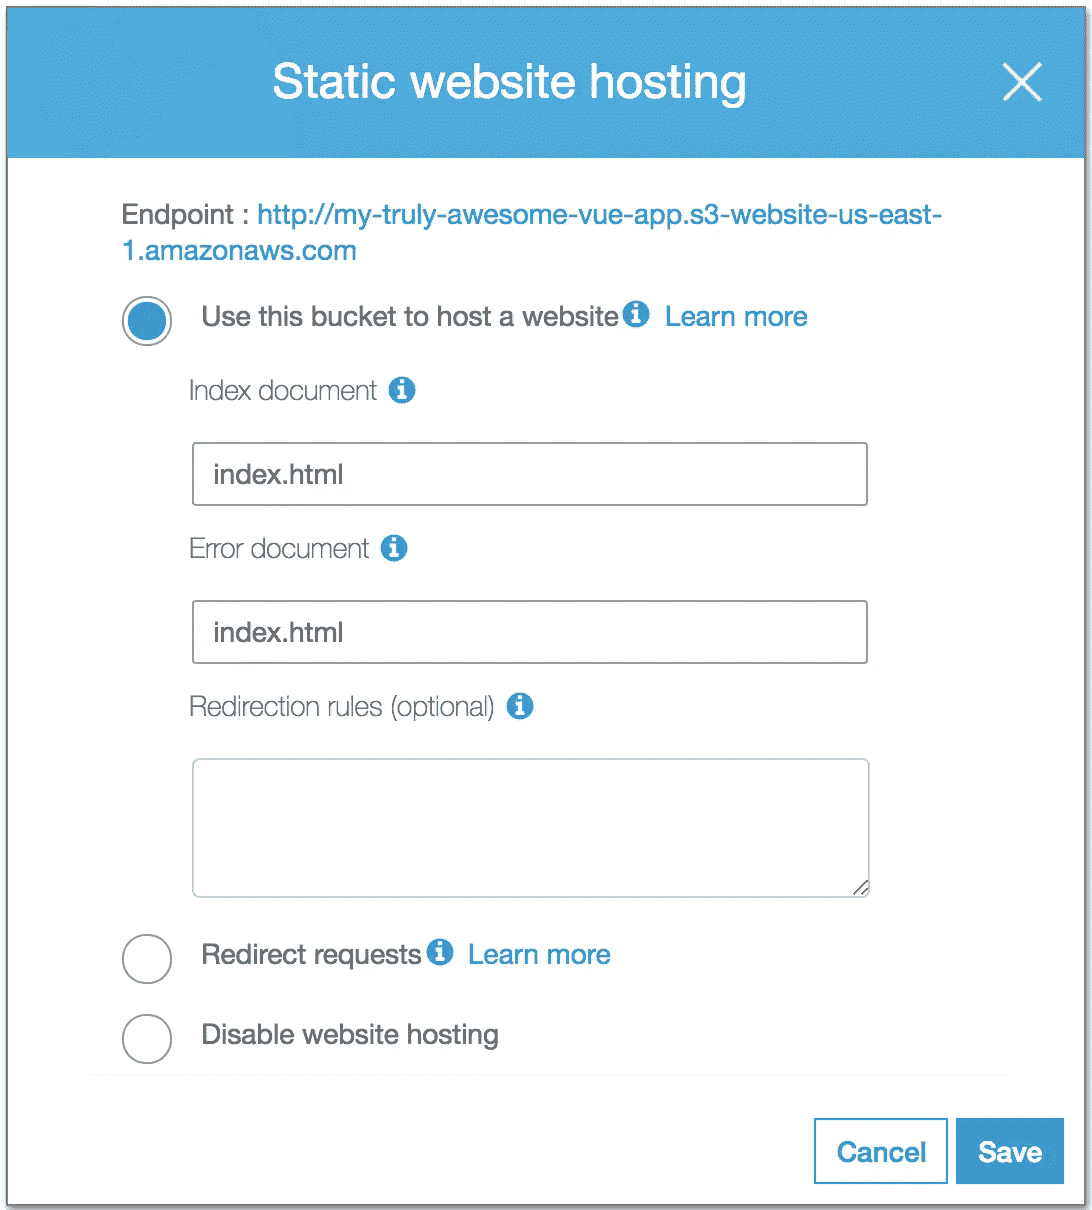 Static website hosting
Endpoint : http://my-truly-awesome-vue-app.s3-website-us-east-
1.amazonaws.com
Use this bucket to host a website Learn more
Index document
index.html
Error document
index.html
Redirection rules (optional)
Redirect requests Learn more
Disable website hosting
Cancel Save